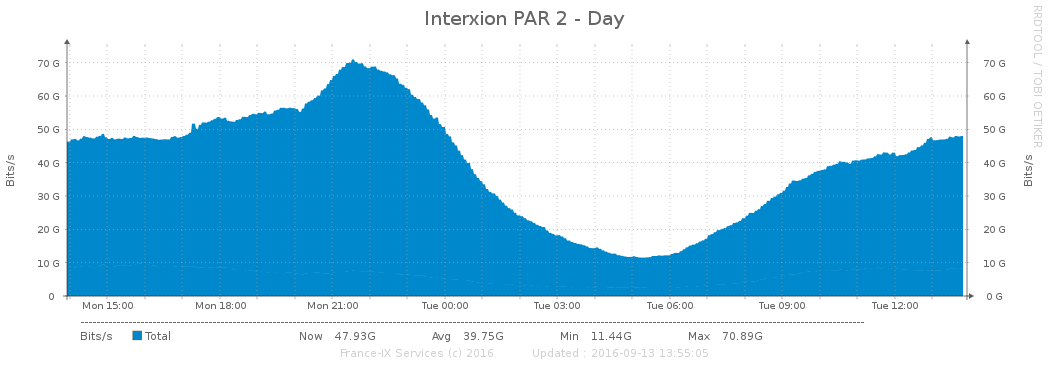 Interxion PAR 2 - Day
RRDTOOL / TOBI OETIKER
Bits/s
70 G
60 G
50 G
40 G
30 G
20 G
10 G
0
70 G
60 G
50 G
40 G
30 G
20 G
10 G
0 G
Bits/s
Mon 15:00 Mon 18:00 Mon 21:00 Tue 00:00 Tue 03:00 Tue 06:00 Tue 09:00 Tue 12:00
Bits/s Total Now 47.93G Avg 39.75G Min 11.44G Max 70.89G
France-IX Services (c) 2016 Updated : 2016-09-13 13:55:05